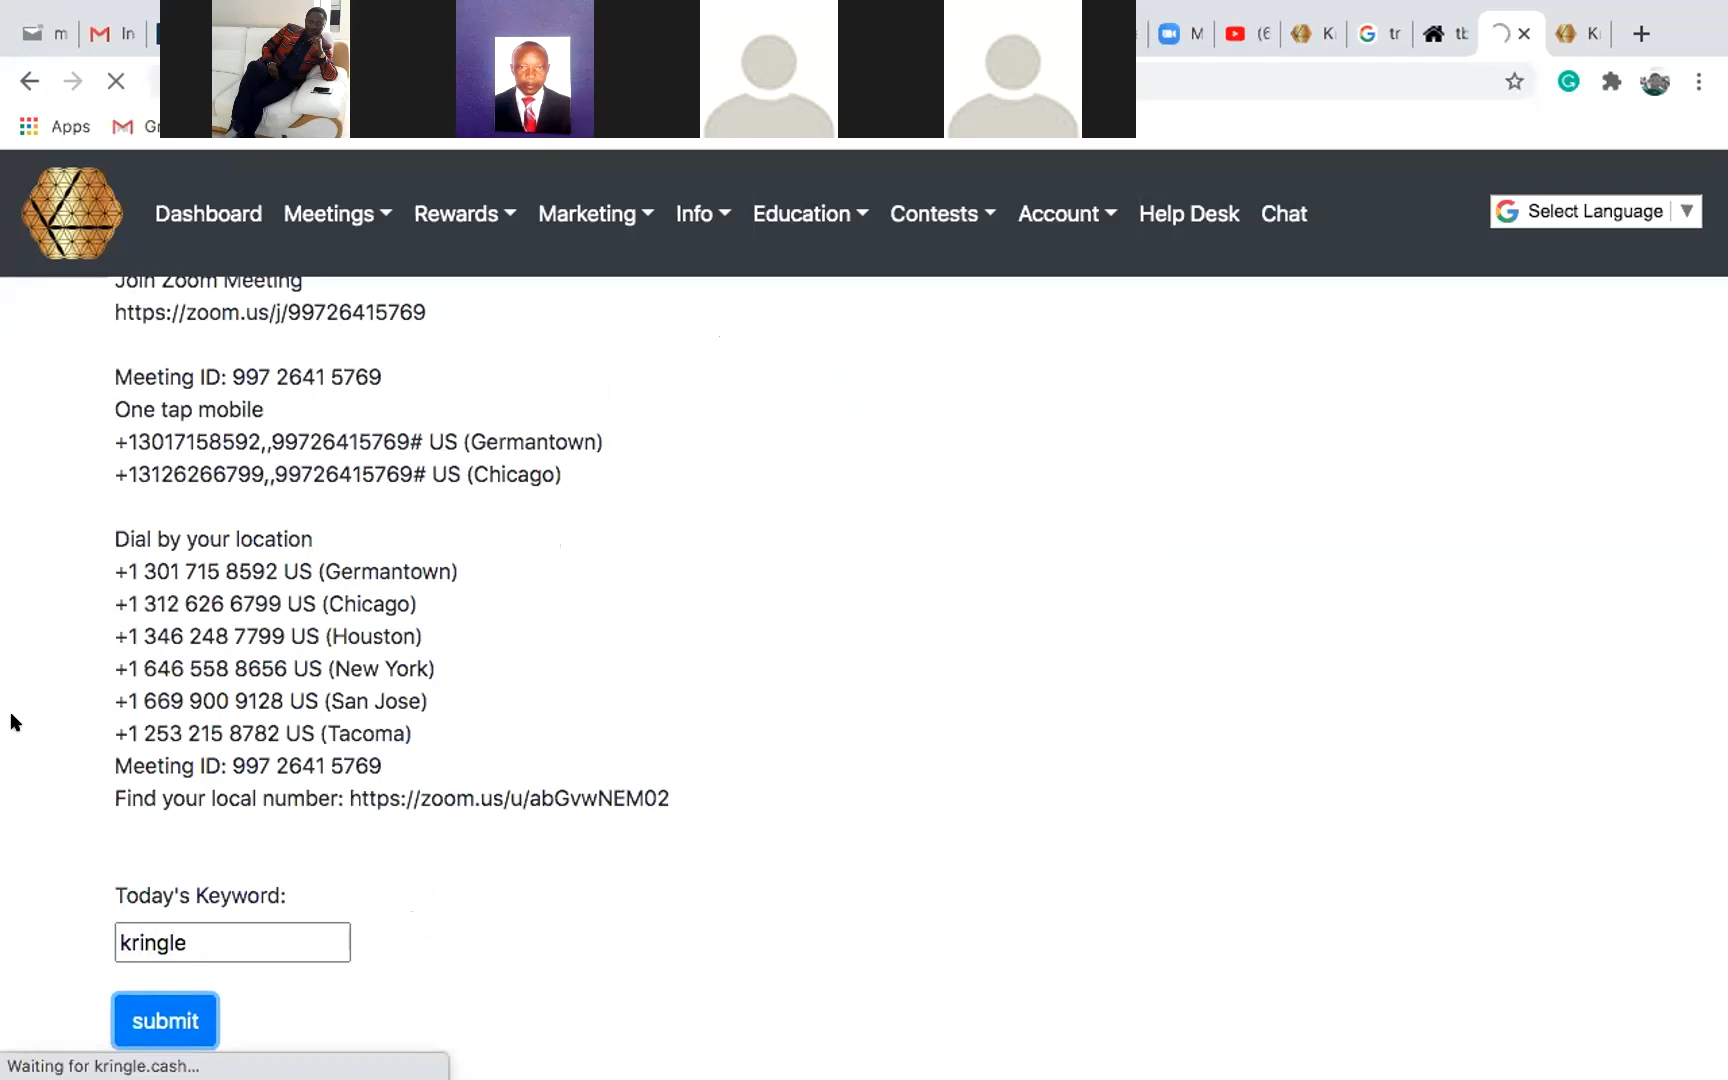 m
In
M
(6
K
tr
tb
K
Apps
Gr
Dashboard Meetings Rewards Marketing Info Education Contests Account Help Desk Chat
Select Language
Join Zoom Meeting
https://zoom.us/j/99726415769
Meeting ID: 997 2641 5769
One tap mobile
+13017158592,,99726415769# US (Germantown)
+13126266799,,99726415769# US (Chicago)
Dial by your location
+1 301 715 8592 US (Germantown)
+1 312 626 6799 US (Chicago)
+1 346 248 7799 US (Houston)
+1 646 558 8656 US (New York)
+1 669 900 9128 US (San Jose)
+1 253 215 8782 US (Tacoma)
Meeting ID: 997 2641 5769
Find your local number: https://zoom.us/u/abGvwNEM02
Today's Keyword:
kringle
submit
Waiting for kringle.cash...